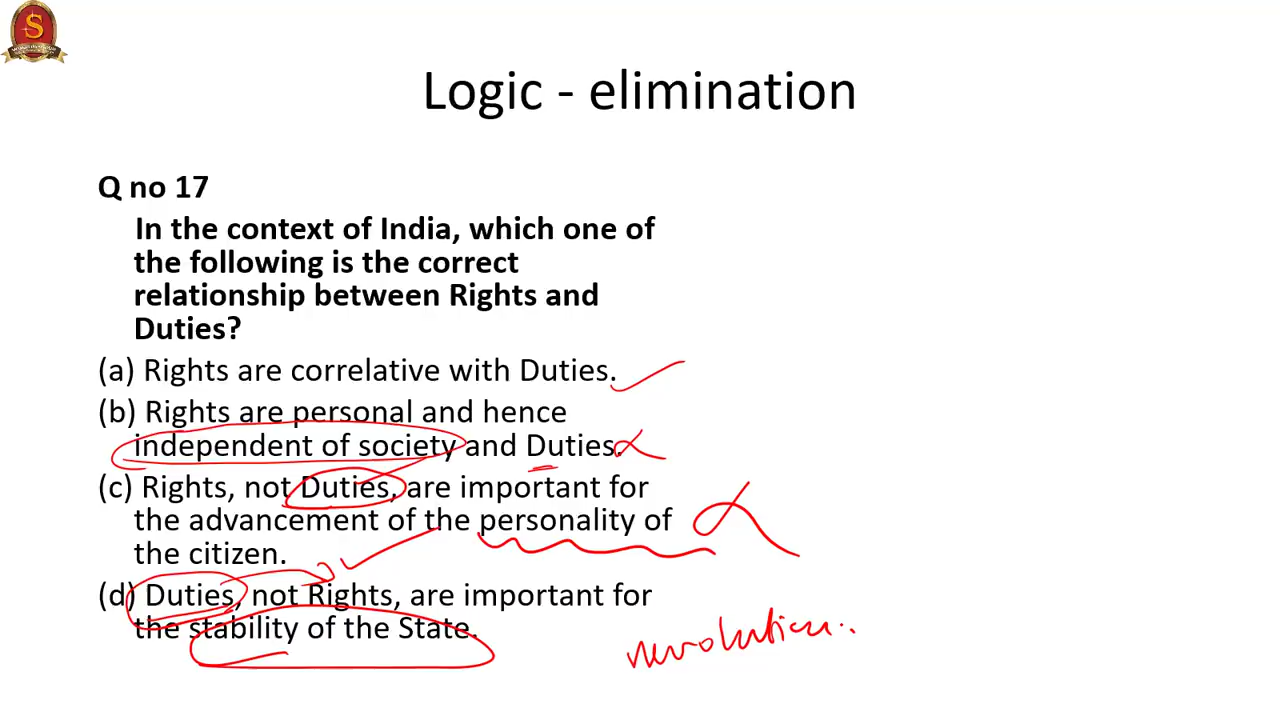 S
Logic - elimination
Q no 17
In the context of India, which one of
the following is the correct
relationship between Rights and
Duties?
(a) Rights are correlative with Duties.
(b) Rights are personal and hence
independent of society and Duties.
(c) Rights, not Duties, are important for
the advancement of the personality of
the citizen.
(d) Duties, not Rights, are important for
the stability of the State.
revolution..